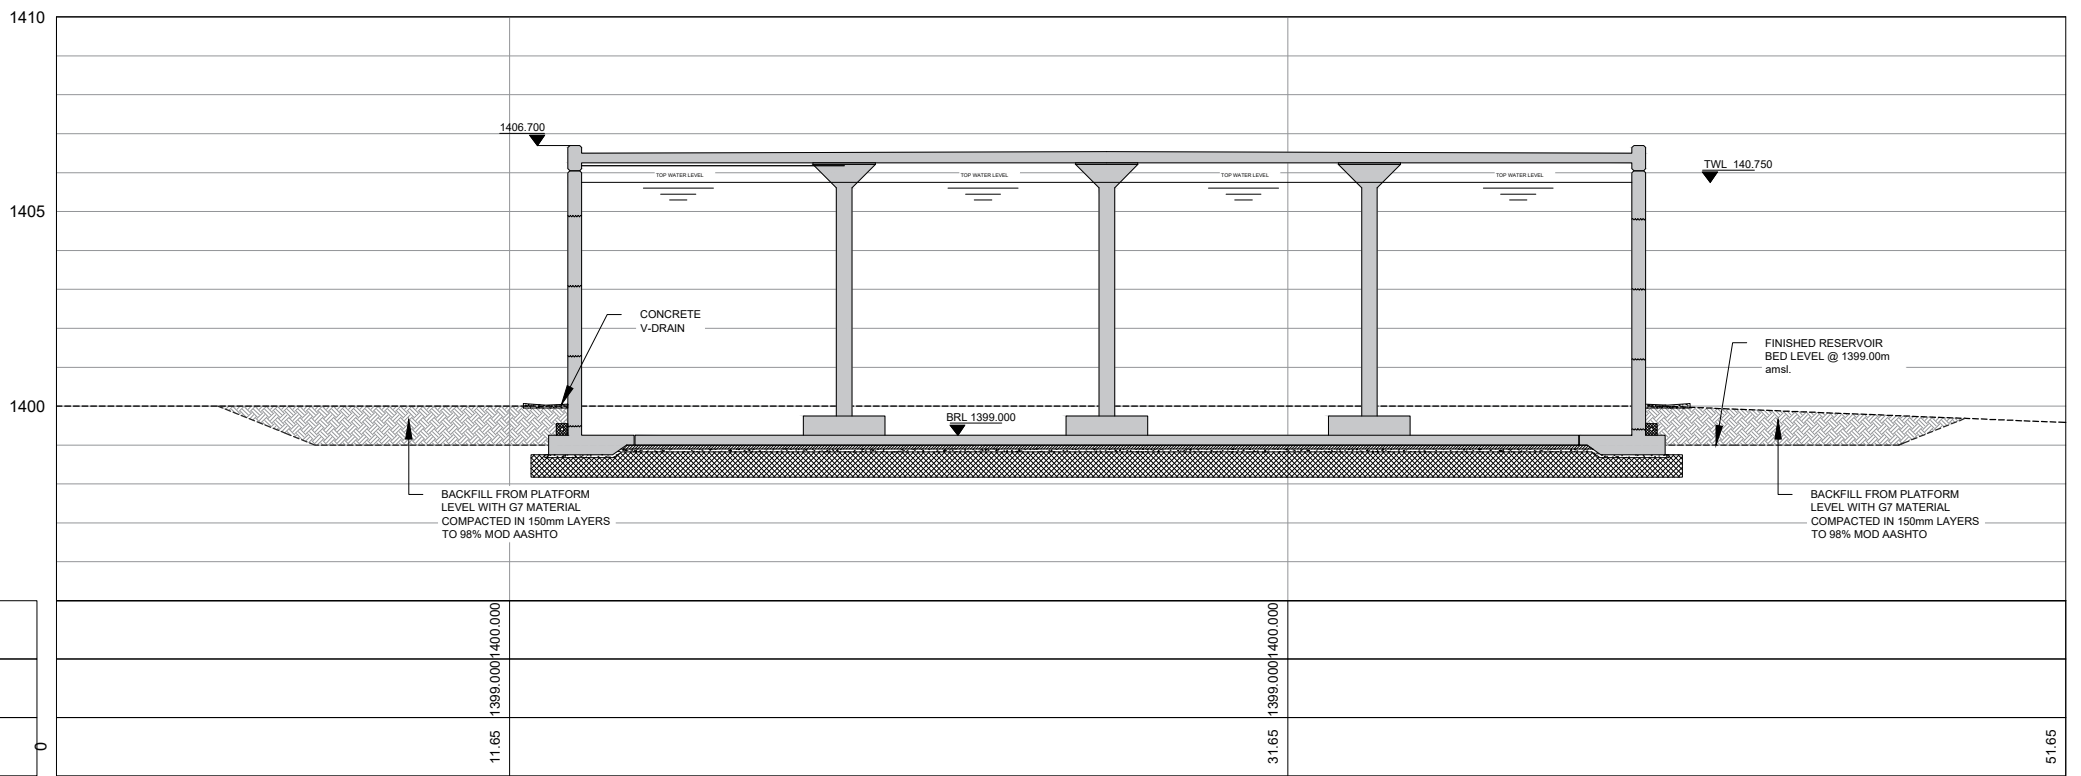 1410
1406.700
TWL 140.750
TOP WATER LEVEL
TOP WATER LEVEL
TOP WATER LEVEL
TOP WATER LEVEL
1405
CONCRETE
V-DRAIN
FINISHED RESERVOIR
BED LEVEL @ 1399.00m
amsl.
1400
BRL 1399.000
BACKFILL FROM PLATFORM
LEVEL WITH G7 MATERIAL
COMPACTED IN 150mm LAYERS
TO 98% MOD AASHTO
BACKFILL FROM PLATFORM
LEVEL WITH G7 MATERIAL
COMPACTED IN 150mm LAYERS
TO 98% MOD AASHTO
1400.000
1400.000
1399.000
1399.000
0
11.65
31.65
51.65